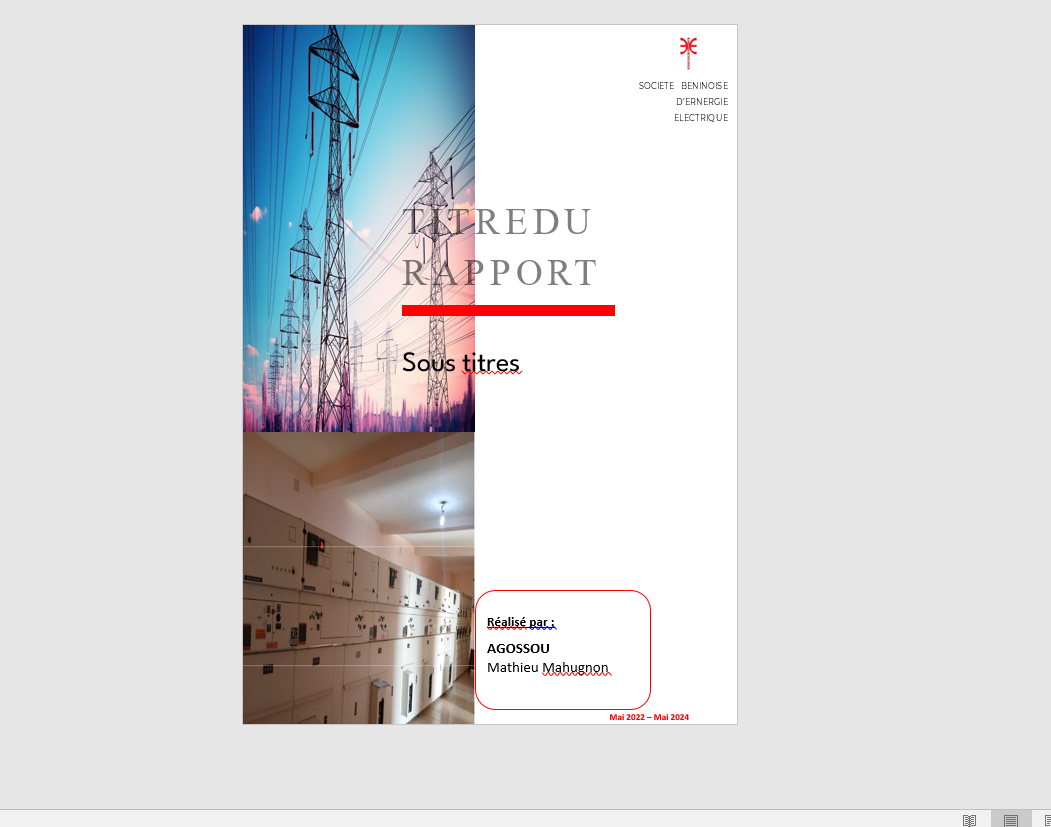 SOCIETE BENINOISE
D'ERNERGIE
ELECTRIQUE
TITREDU
RAPPORT
Sous titres
Réalisé par :
AGOSSOU
Mathieu Mahugnon
Mai 2022 – Mai 2024